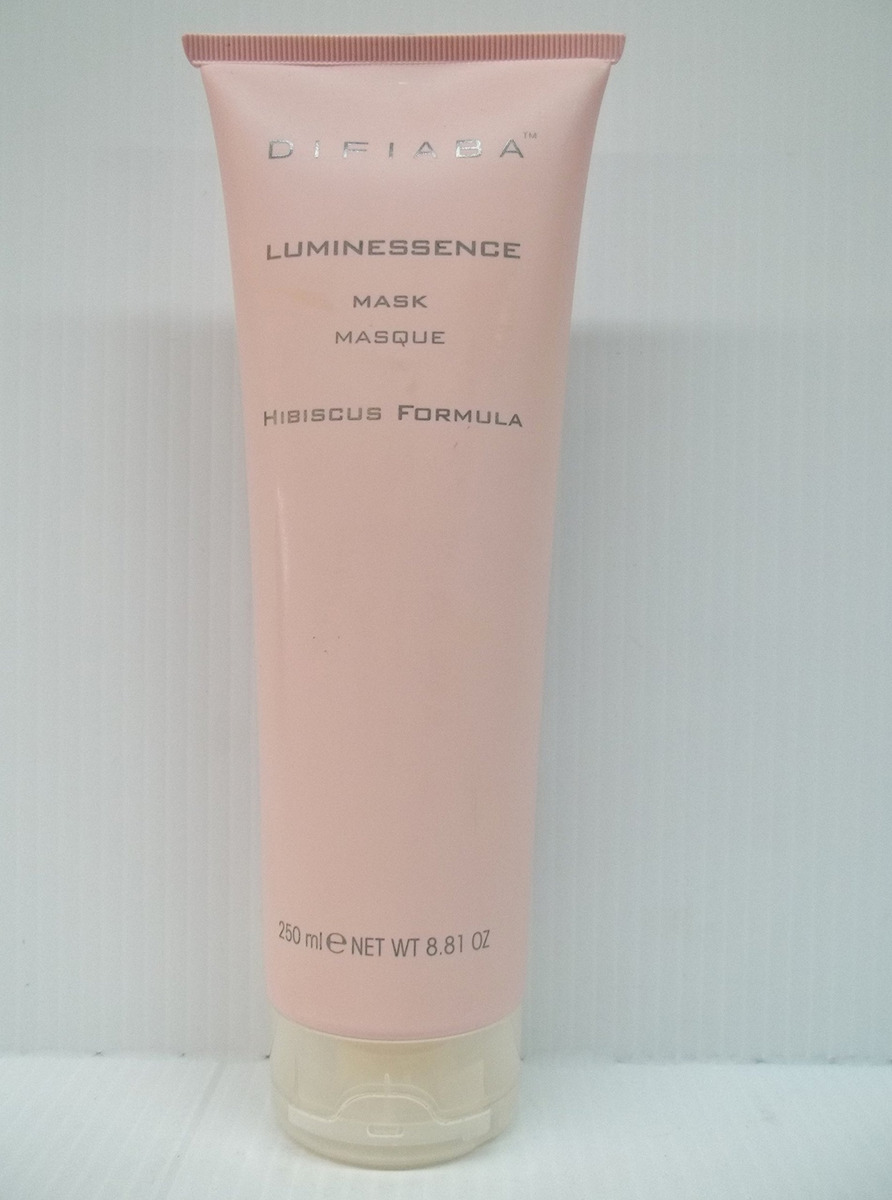 DIFIABA™
LUMINESSENCE
MASK
MASQUE
HIBISCUS FORMULA
250 ml ℮ NET WT 8.81 OZ